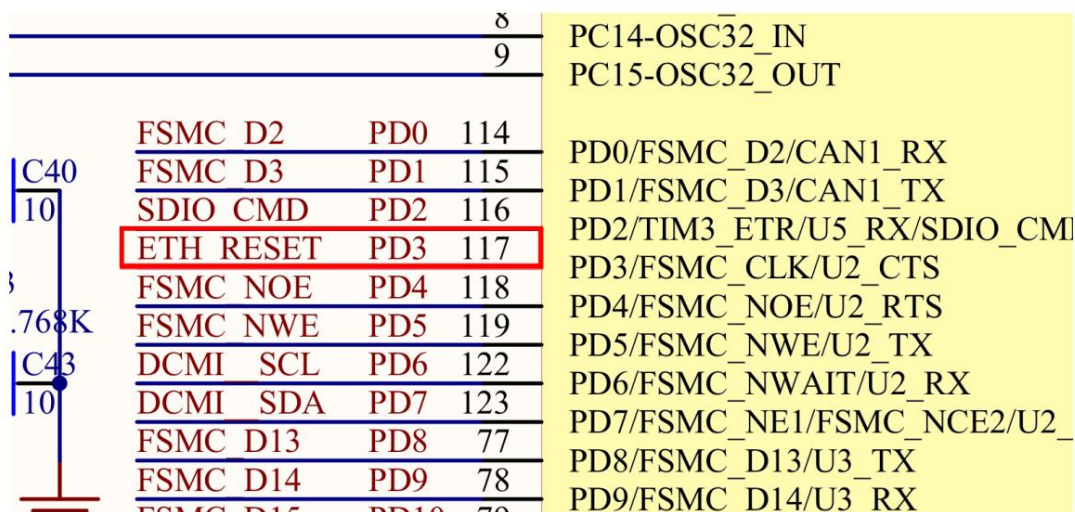 8
PC14-OSC32_IN
9
PC15-OSC32_OUT
FSMC_D2 PD0 114
PD0/FSMC_D2/CAN1_RX
C40
FSMC_D3 PD1 115
PD1/FSMC_D3/CAN1_TX
10
SDIO_CMD PD2 116
PD2/TIM3_ETR/U5_RX/SDIO_CM
ETH_RESET PD3 117
PD3/FSMC_CLK/U2_CTS
FSMC_NOE PD4 118
PD4/FSMC_NOE/U2_RTS
.768K
FSMC_NWE PD5 119
PD5/FSMC_NWE/U2_TX
C43
DCMI_SCL PD6 122
PD6/FSMC_NWAIT/U2_RX
10
DCMI_SDA PD7 123
PD7/FSMC_NE1/FSMC_NCE2/U2_
FSMC_D13 PD8 77
PD8/FSMC_D13/U3_TX
FSMC_D14 PD9 78
PD9/FSMC_D14/U3_RX
FSMC_D15 PD10 79